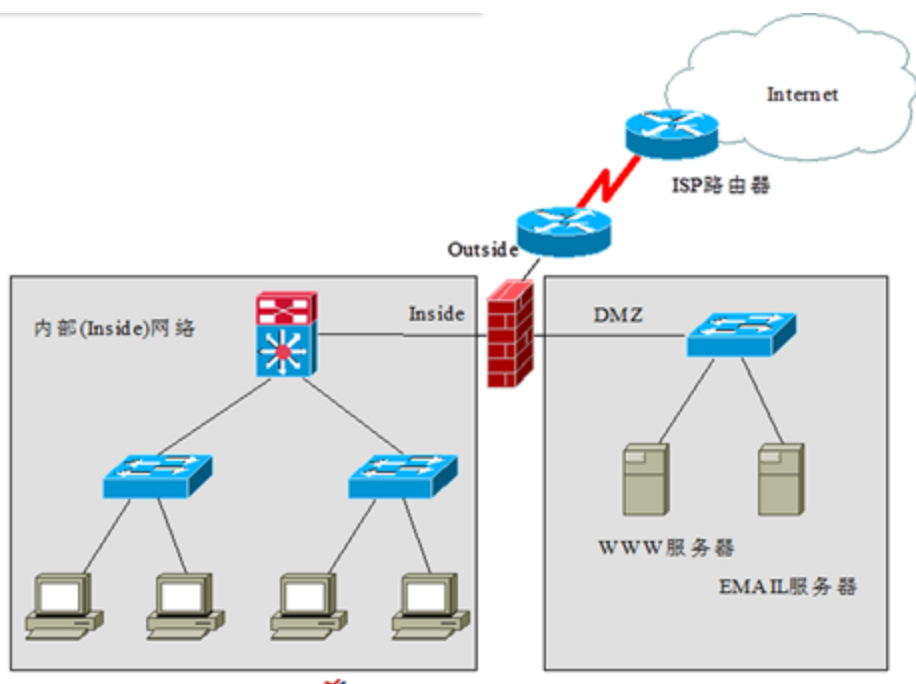 Internet
ISP路由器
Outside
内部(Inside)网络
Inside
DMZ
WWW服务器
EMAIL服务器